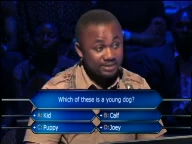 Which of these is a young dog?
A: Kid
B: Calf
C: Puppy
D: Joey